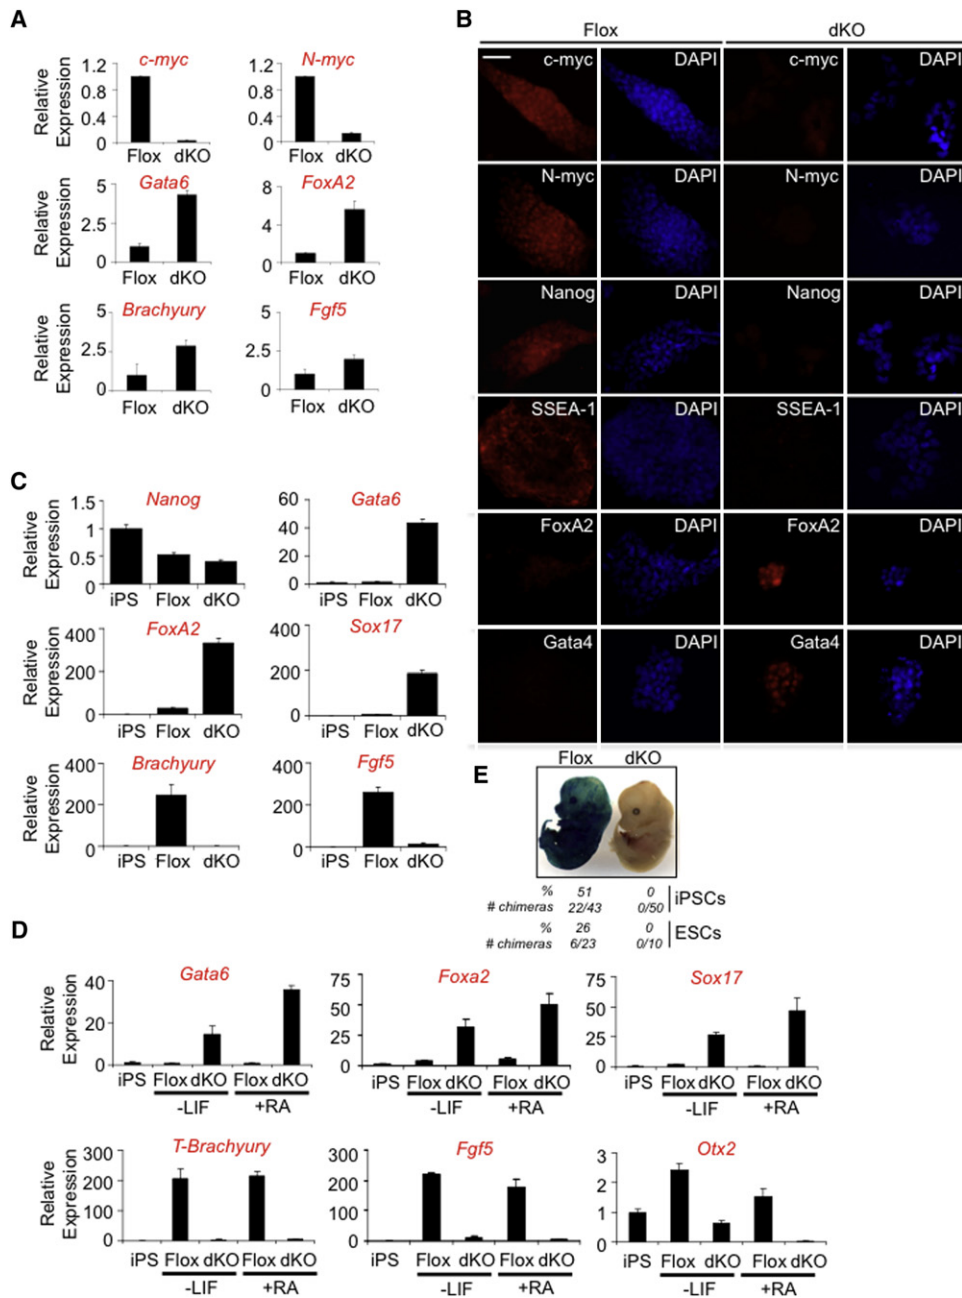 A
c-myc
N-myc
Relative
Expression
1.2
0.8
0.4
0
Flox dKO
1.2
0.8
0.4
0
Flox dKO
Gata6
FoxA2
Relative
Expression
5
2.5
0
Flox dKO
8
4
0
Flox dKO
Brachyury
Fgf5
Relative
Expression
5
2.5
0
Flox dKO
5
2.5
0
Flox dKO
B
Flox
dKO
c-myc DAPI c-myc DAPI
N-myc DAPI N-myc DAPI
Nanog DAPI Nanog DAPI
SSEA-1 DAPI SSEA-1 DAPI
FoxA2 DAPI FoxA2 DAPI
Gata4 DAPI Gata4 DAPI
C
Nanog
Gata6
Relative
Expression
1.5
1
0.5
0
iPS Flox dKO
60
40
20
0
iPS Flox dKO
FoxA2
Sox17
Relative
Expression
400
200
0
iPS Flox dKO
400
200
0
iPS Flox dKO
Brachyury
Fgf5
Relative
Expression
400
200
0
iPS Flox dKO
400
200
0
iPS Flox dKO
E
Flox dKO
% 51 0
# chimeras 22/43 0/50
iPSCs
% 26 0
# chimeras 6/23 0/10
ESCs
D
Gata6
Foxa2
Sox17
Relative
Expression
40
20
0
iPS Flox dKO Flox dKO
-LIF +RA
75
50
25
0
iPS Flox dKO Flox dKO
-LIF +RA
75
50
25
0
iPS Flox dKO Flox dKO
-LIF +RA
T-Brachyury
Fgf5
Otx2
Relative
Expression
300
200
100
0
iPS Flox dKO Flox dKO
-LIF +RA
300
200
100
0
iPS Flox dKO Flox dKO
-LIF +RA
3
2
1
0
iPS Flox dKO Flox dKO
-LIF +RA